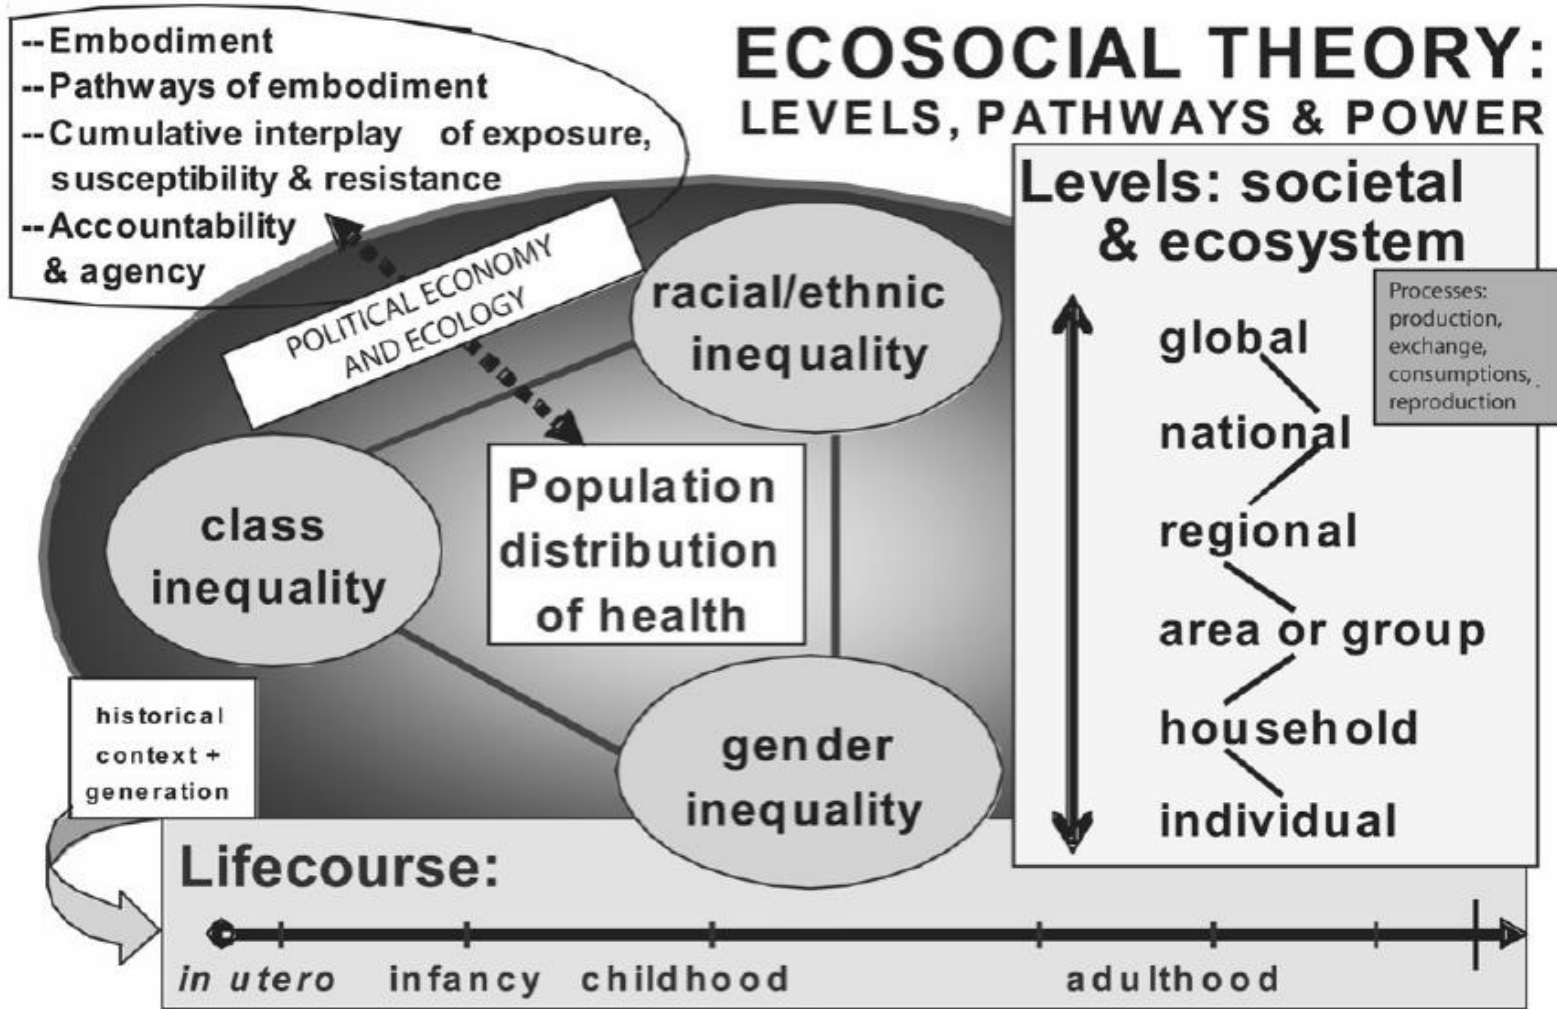 --Embodiment
--Pathways of embodiment
--Cumulative interplay of exposure,
susceptibility & resistance
--Accountability
& agency
ECOSOCIAL THEORY:
LEVELS, PATHWAYS & POWER
POLITICAL ECONOMY
AND ECOLOGY
racial/ethnic
inequality
class
inequality
Population
distribution
of health
gender
inequality
Levels: societal
& ecosystem
Processes:
production,
exchange,
consumptions,
reproduction
global
national
regional
area or group
household
individual
historical
context +
generation
Lifecourse:
in utero infancy childhood adulthood